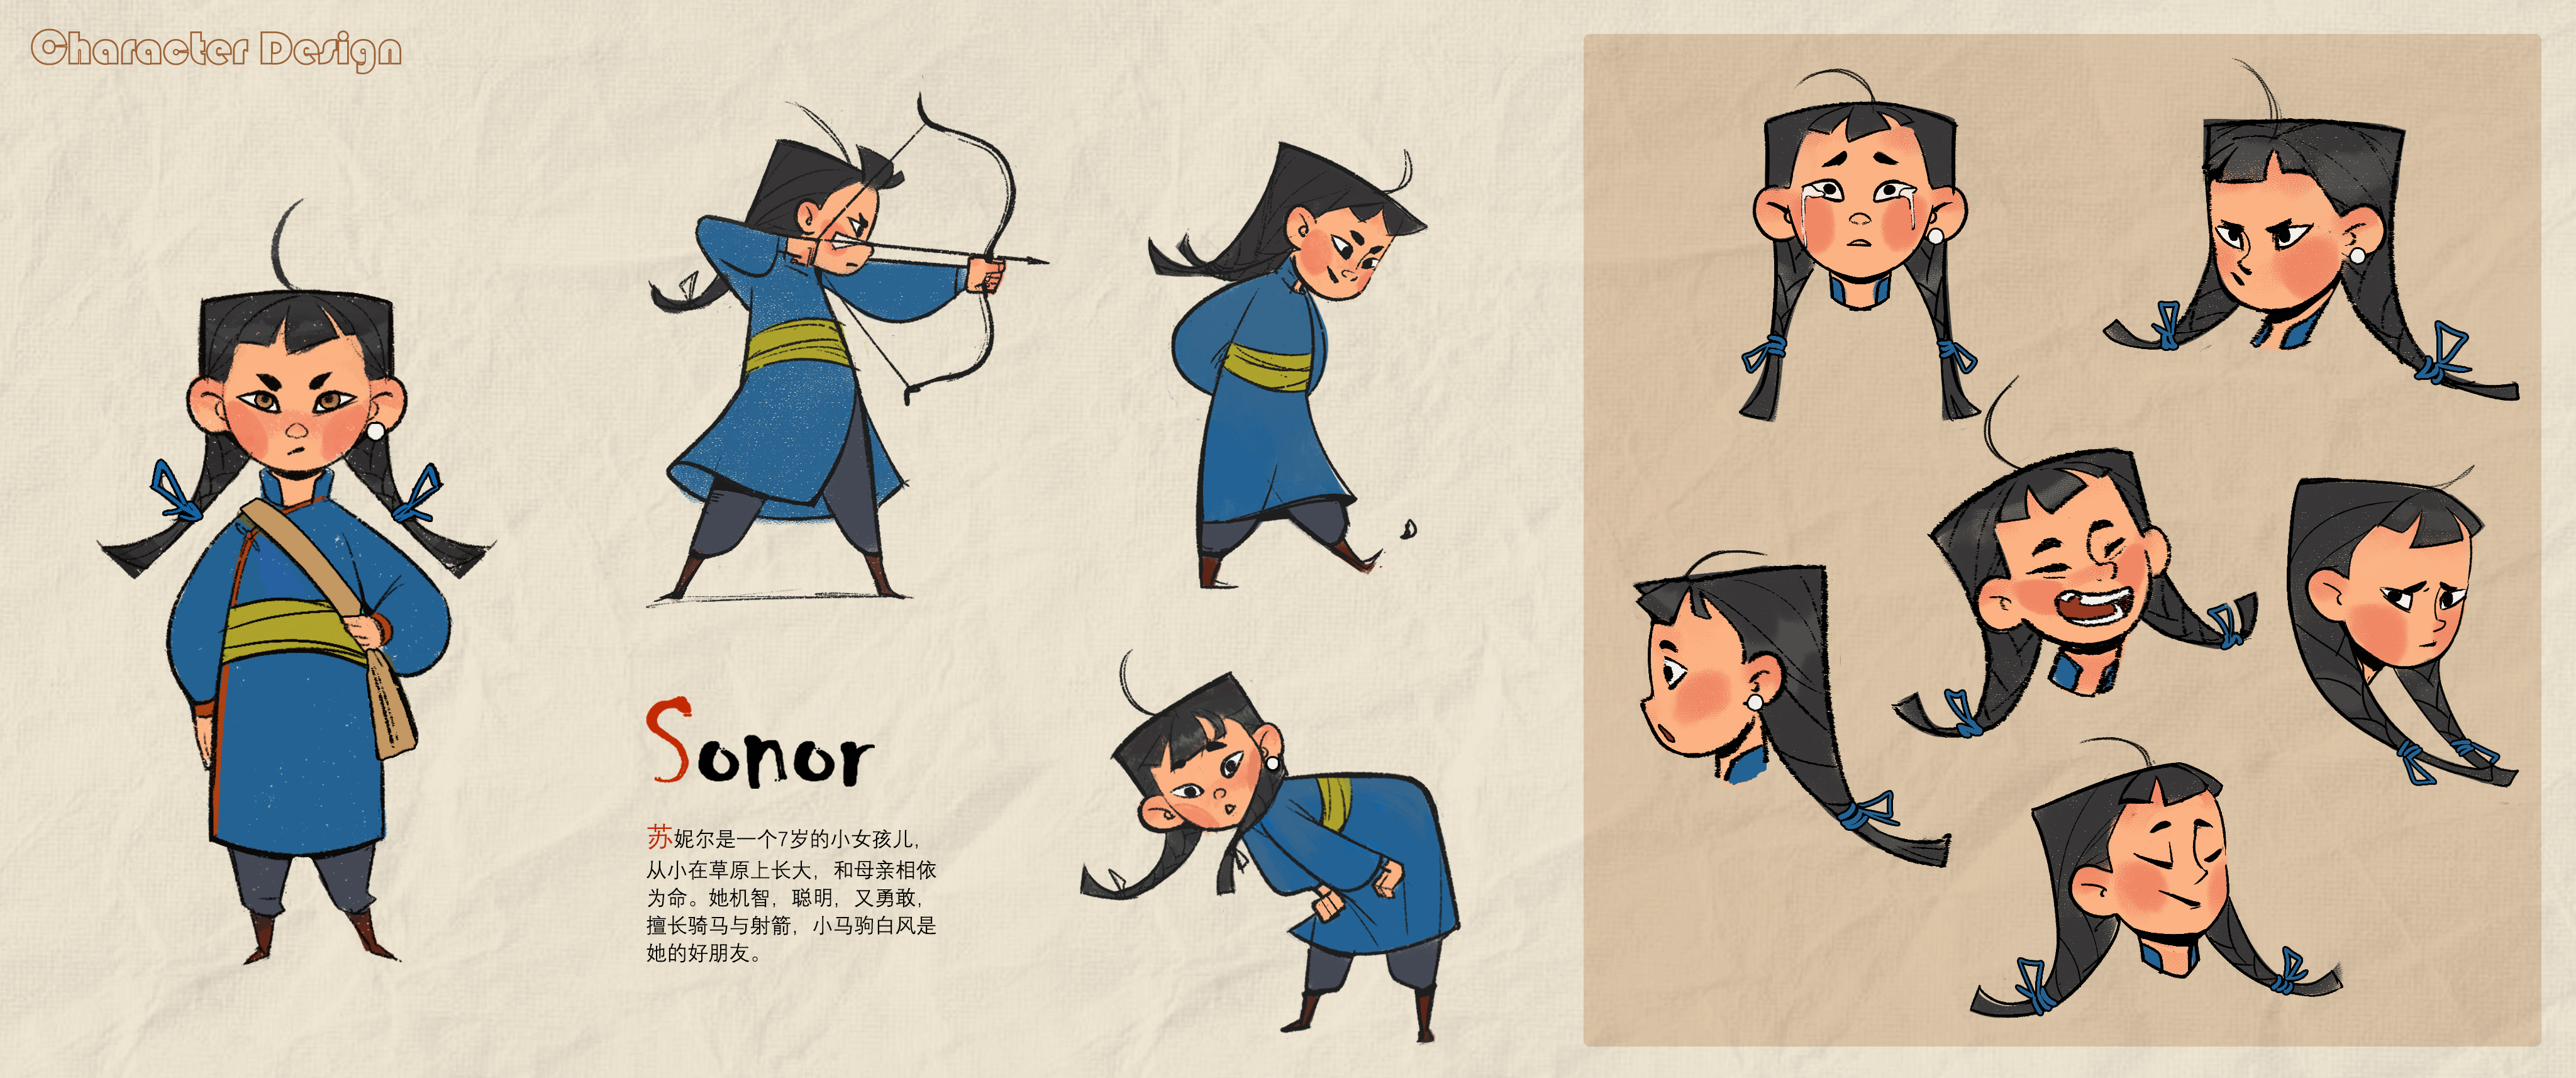 Character Design
Sonor
苏妮尔是一个7岁的小女孩儿，
从小在草原上长大，和母亲相依
为命。她机智，聪明，又勇敢，
擅长骑马与射箭，小马驹白风是
她的好朋友。